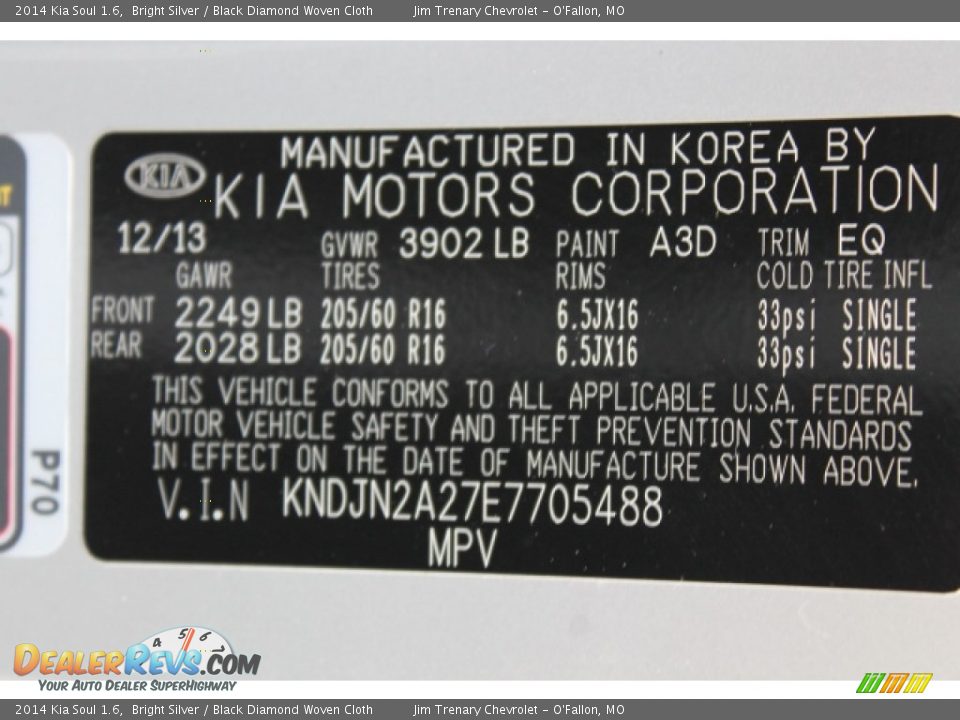 2014 Kia Soul 1.6, Bright Silver / Black Diamond Woven Cloth Jim Trenary Chevrolet - O'Fallon, MO
MANUFACTURED IN KOREA BY
KIA KIA MOTORS CORPORATION
12/13 GVWR 3902 LB PAINT A3D TRIM EQ
GAWR TIRES RIMS COLD TIRE INFL
FRONT 2249 LB 205/60 R16 6.5JX16 33psi SINGLE
REAR 2028 LB 205/60 R16 6.5JX16 33psi SINGLE
THIS VEHICLE CONFORMS TO ALL APPLICABLE U.S.A. FEDERAL
MOTOR VEHICLE SAFETY AND THEFT PREVENTION STANDARDS
IN EFFECT ON THE DATE OF MANUFACTURE SHOWN ABOVE.
V.I.N KNDJN2A27E7705488
MPV
P70
4 5 6 7
DEALERREVS.COM
YOUR AUTO DEALER SUPERHIGHWAY
2014 Kia Soul 1.6, Bright Silver / Black Diamond Woven Cloth Jim Trenary Chevrolet - O'Fallon, MO